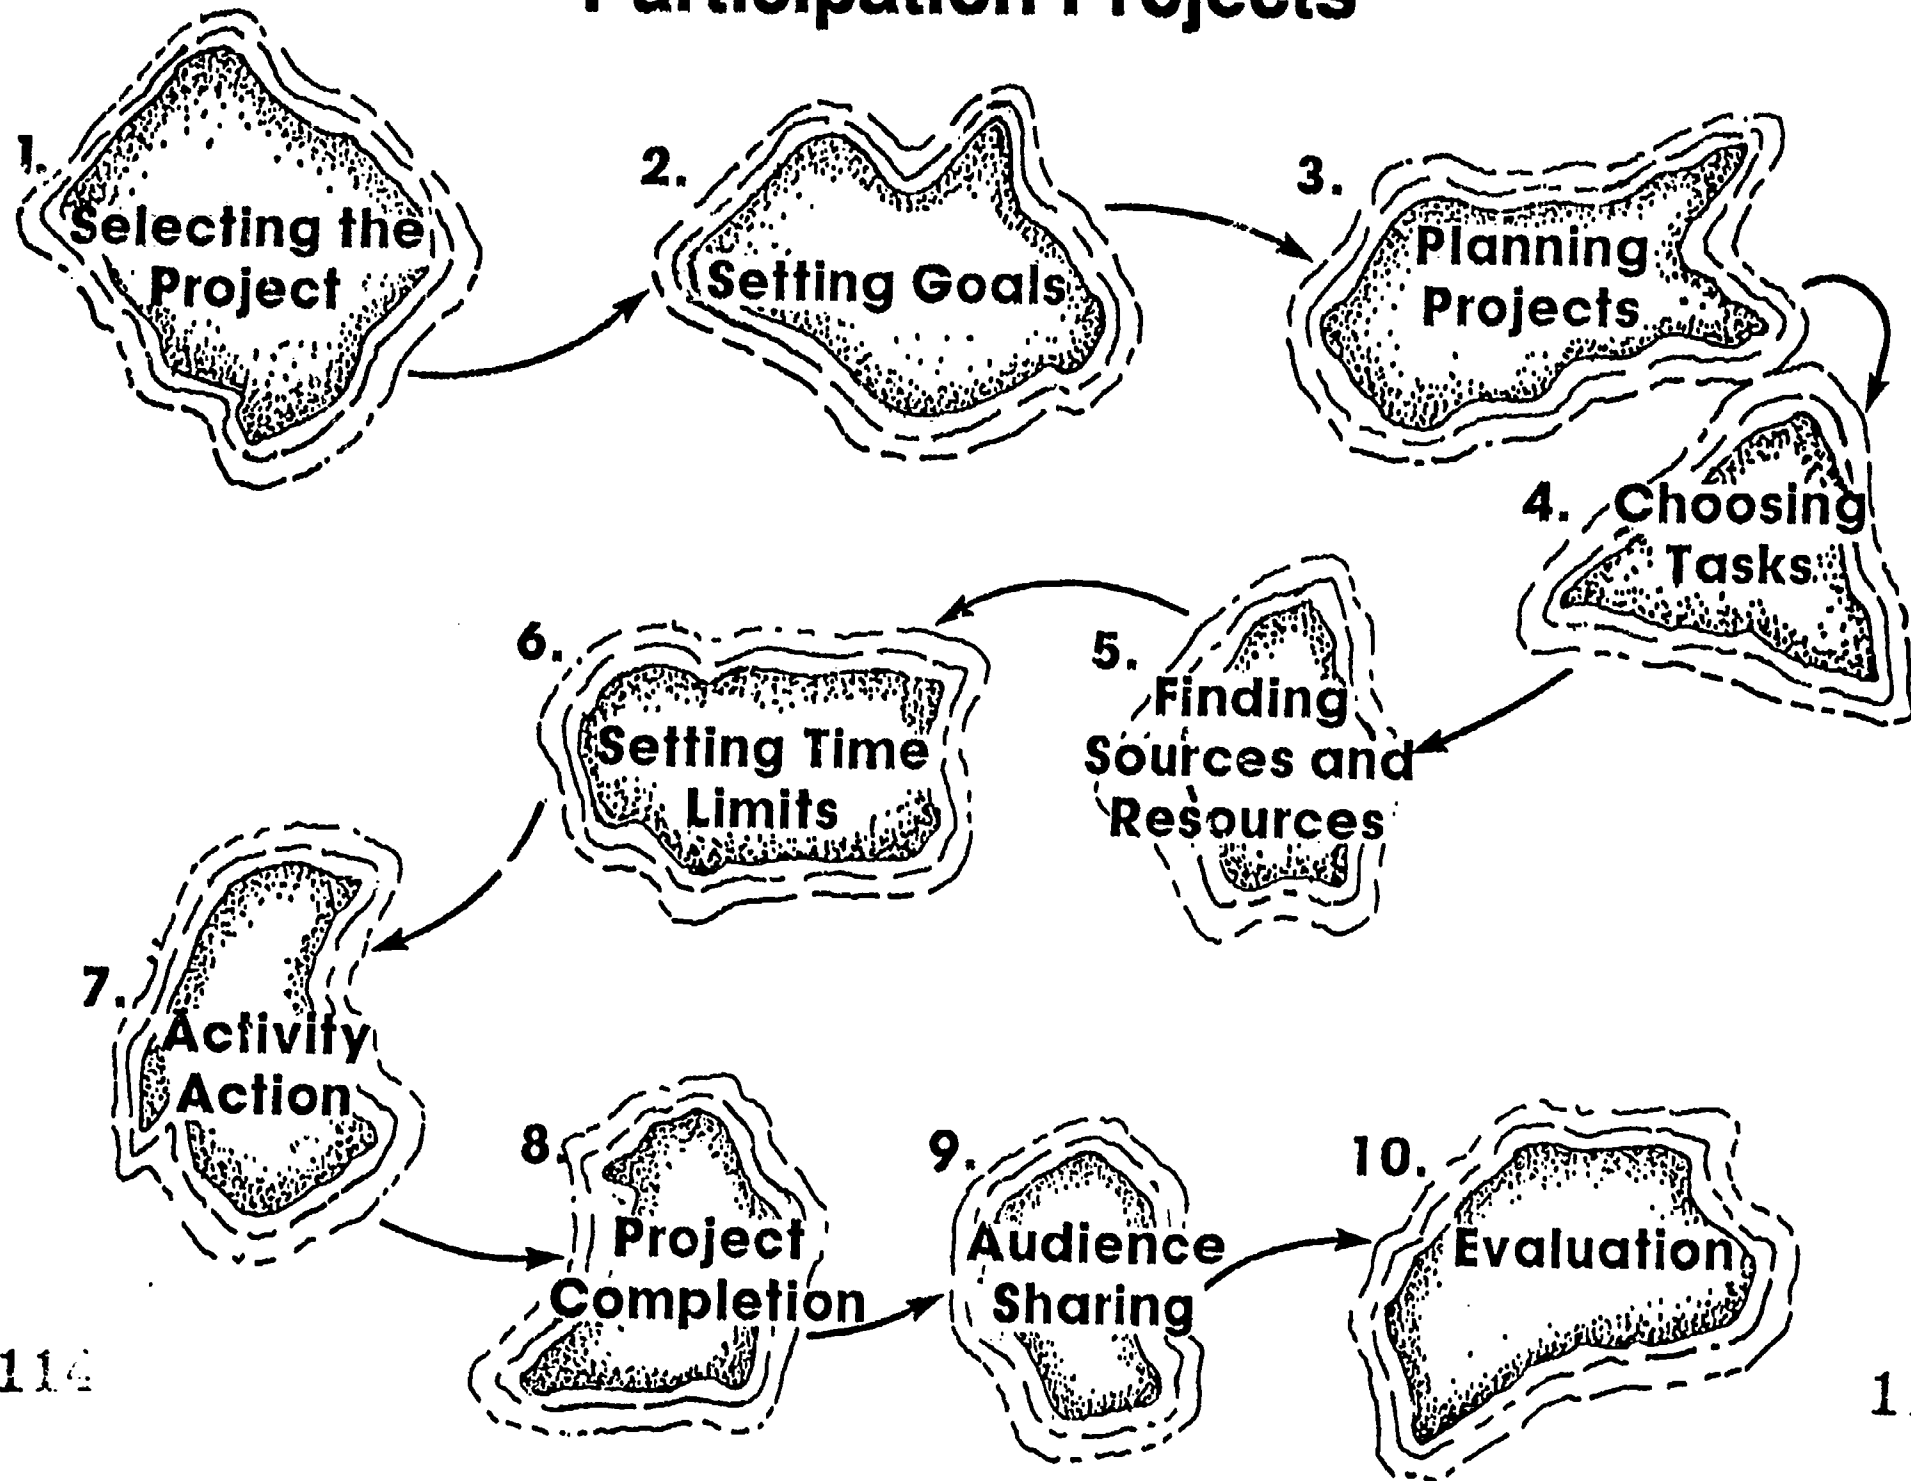 Participation Projects
1.
Selecting the
Project
2.
Setting Goals
3.
Planning
Projects
4. Choosing
Tasks
5.
Finding
Sources and
Resources
6.
Setting Time
Limits
7.
Activity
Action
8.
Project
Completion
9.
Audience
Sharing
10.
Evaluation
114